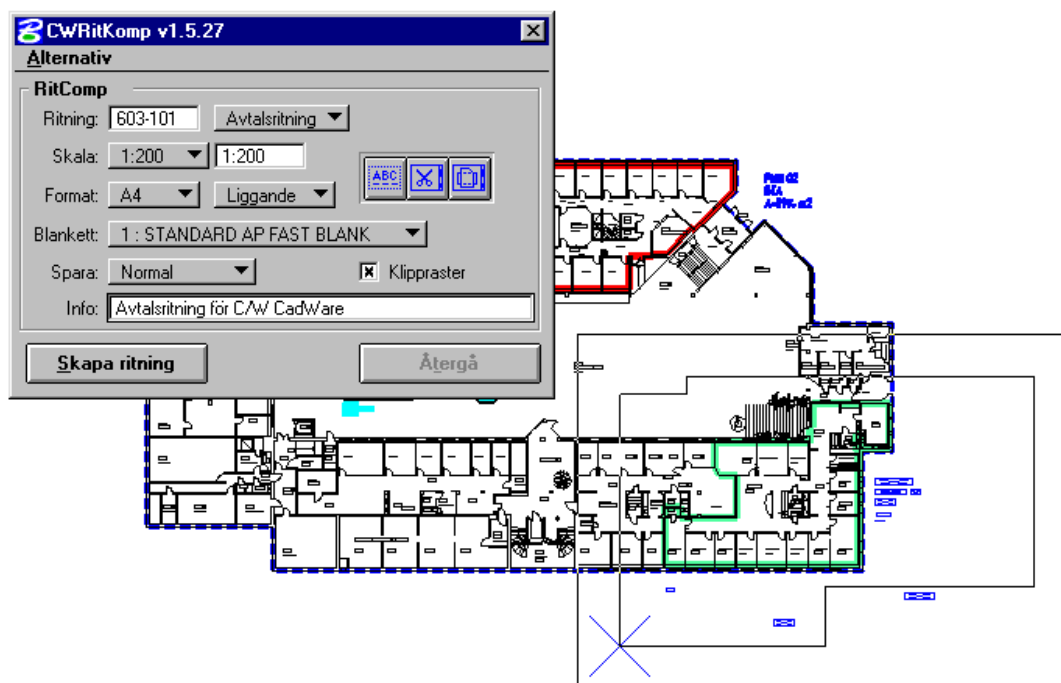 CWRitKomp v1.5.27
Alternativ
RitComp
Ritning: 603-101 Avtalsritning
Skala: 1:200 1:200
ABC
Format: A4 Liggande
Blankett: 1 : STANDARD AP FAST BLANK
Spara: Normal Klippraster
Info: Avtalsritning för C/W CadWare
Skapa ritning Återgå